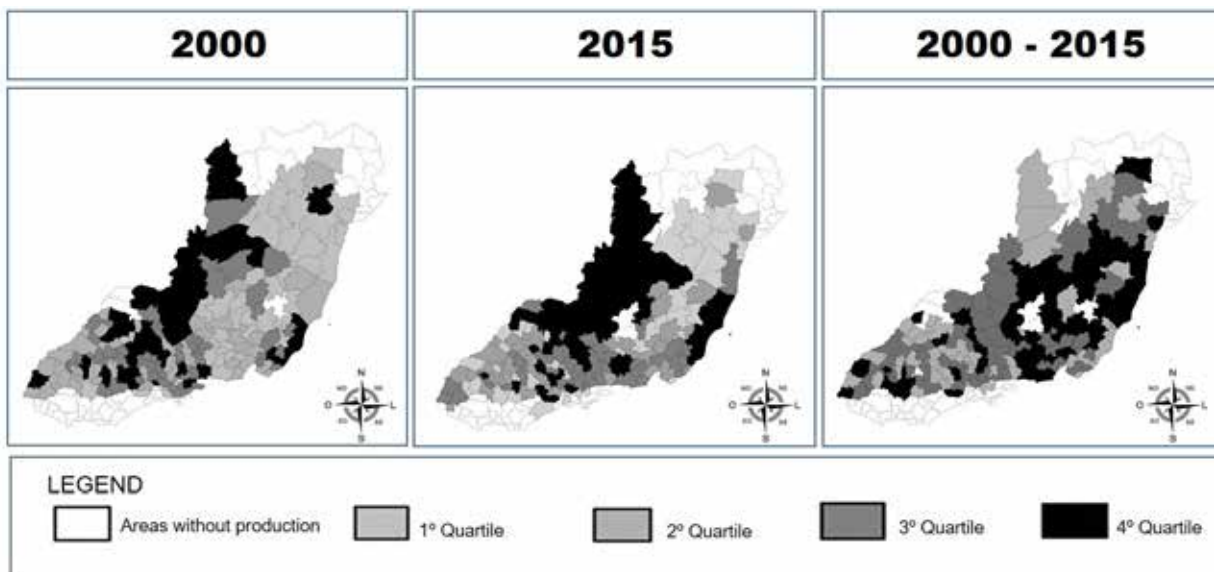 2000
2015
2000 - 2015
N
O
L
S
N
O
L
S
N
O
L
S
LEGEND
Areas without production
1º Quartile
2º Quartile
3º Quartile
4º Quartile